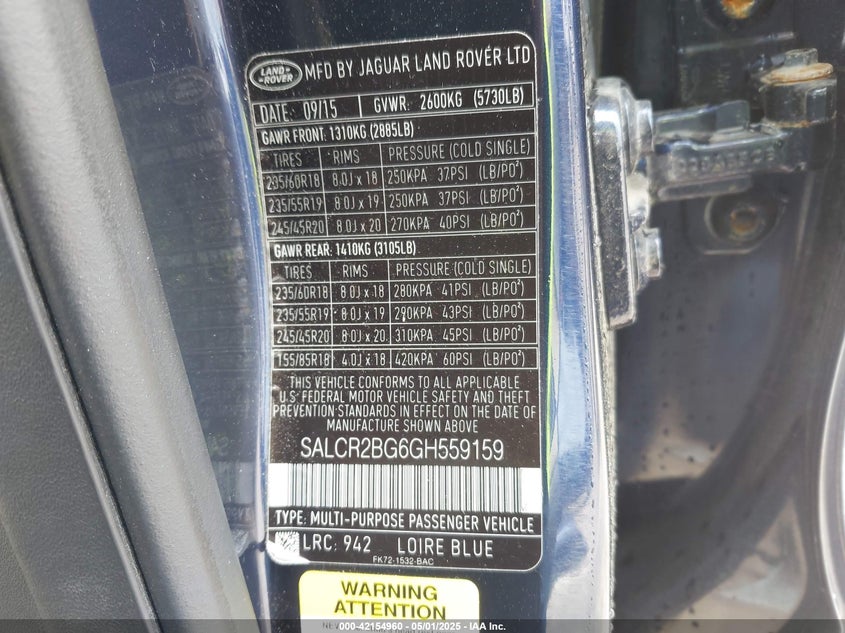 LAND ROVER MFD BY JAGUAR LAND ROVER LTD
DATE: 09/15 GVWR: 2600KG (5730LB)
GAWR FRONT: 1310KG (2885LB)
TIRES RIMS PRESSURE (COLD SINGLE)
235/60R18 8.0J x 18 250KPA 37PSI (LB/PO²)
235/55R19 8.0J x 19 250KPA 37PSI (LB/PO²)
245/45R20 8.0J x 20 270KPA 40PSI (LB/PO²)
GAWR REAR: 1410KG (3105LB)
TIRES RIMS PRESSURE (COLD SINGLE)
235/60R18 8.0J x 18 280KPA 41PSI (LB/PO²)
235/55R19 8.0J x 19 290KPA 43PSI (LB/PO²)
245/45R20 8.0J x 20 310KPA 45PSI (LB/PO²)
155/85R18 4.0J x 18 420KPA 60PSI (LB/PO²)
THIS VEHICLE CONFORMS TO ALL APPLICABLE
U.S. FEDERAL MOTOR VEHICLE SAFETY AND THEFT
PREVENTION STANDARDS IN EFFECT ON THE DATE OF
MANUFACTURE SHOWN ABOVE
SALCR2BG6GH559159
TYPE: MULTI-PURPOSE PASSENGER VEHICLE
LRC: 942 LOIRE BLUE
FK72-1532-BAC
WARNING
ATTENTION
000-42154960 - 05/01/2025 - IAA Inc.